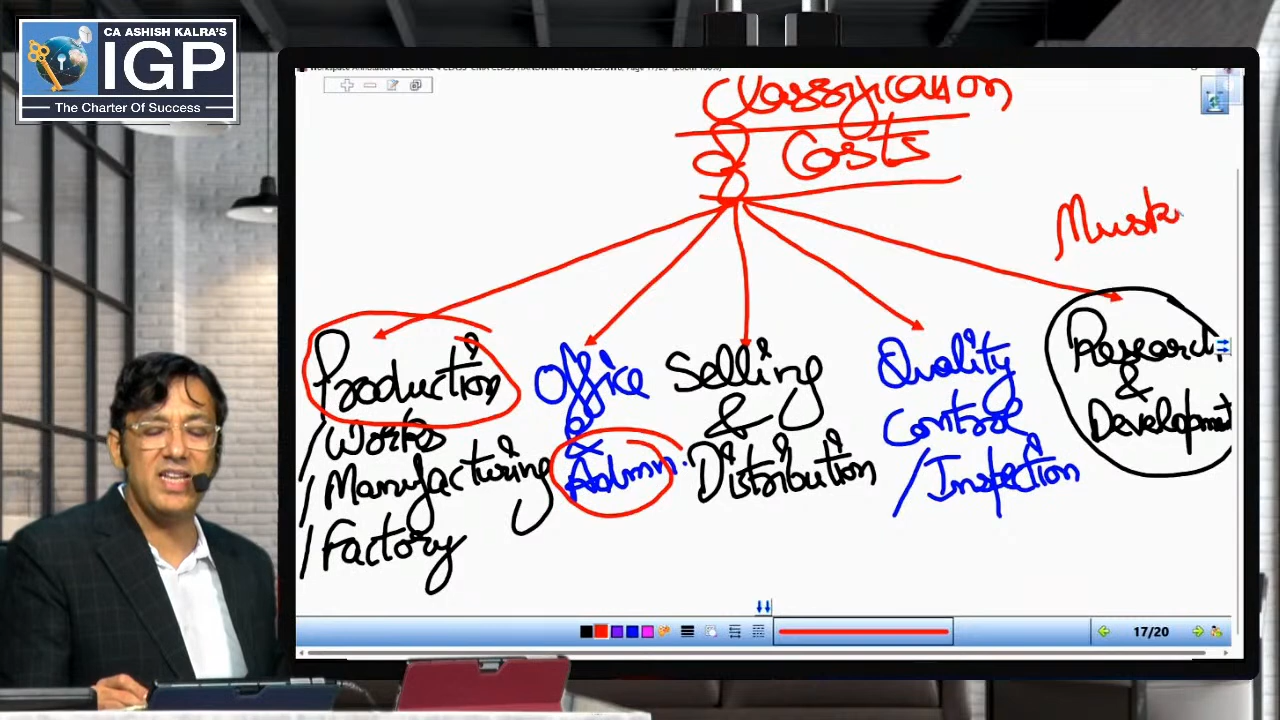 CA ASHISH KALRA'S
IGP
The Charter Of Success
Classification
of Costs
Production
/Works
/Manufacturing
/Factory
Office
&
Admn.
Selling
&
Distribution
Quality
Control
/Inspection
Research
&
Development
17/20